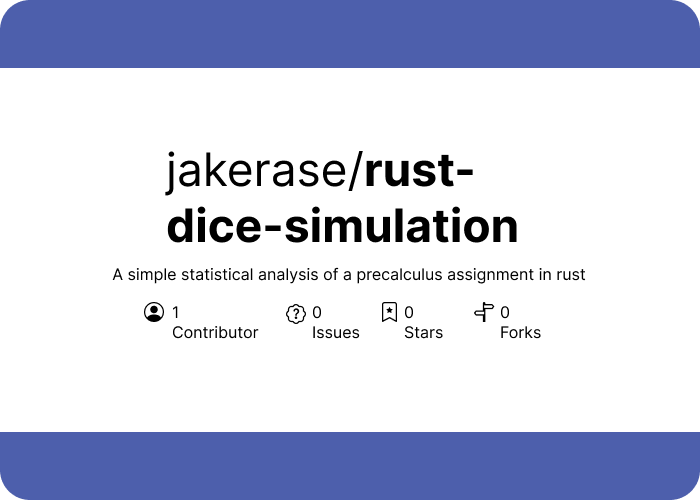 jakerase/rust-
dice-simulation
A simple statistical analysis of a precalculus assignment in rust
1 0 0 0
Contributor Issues Stars Forks